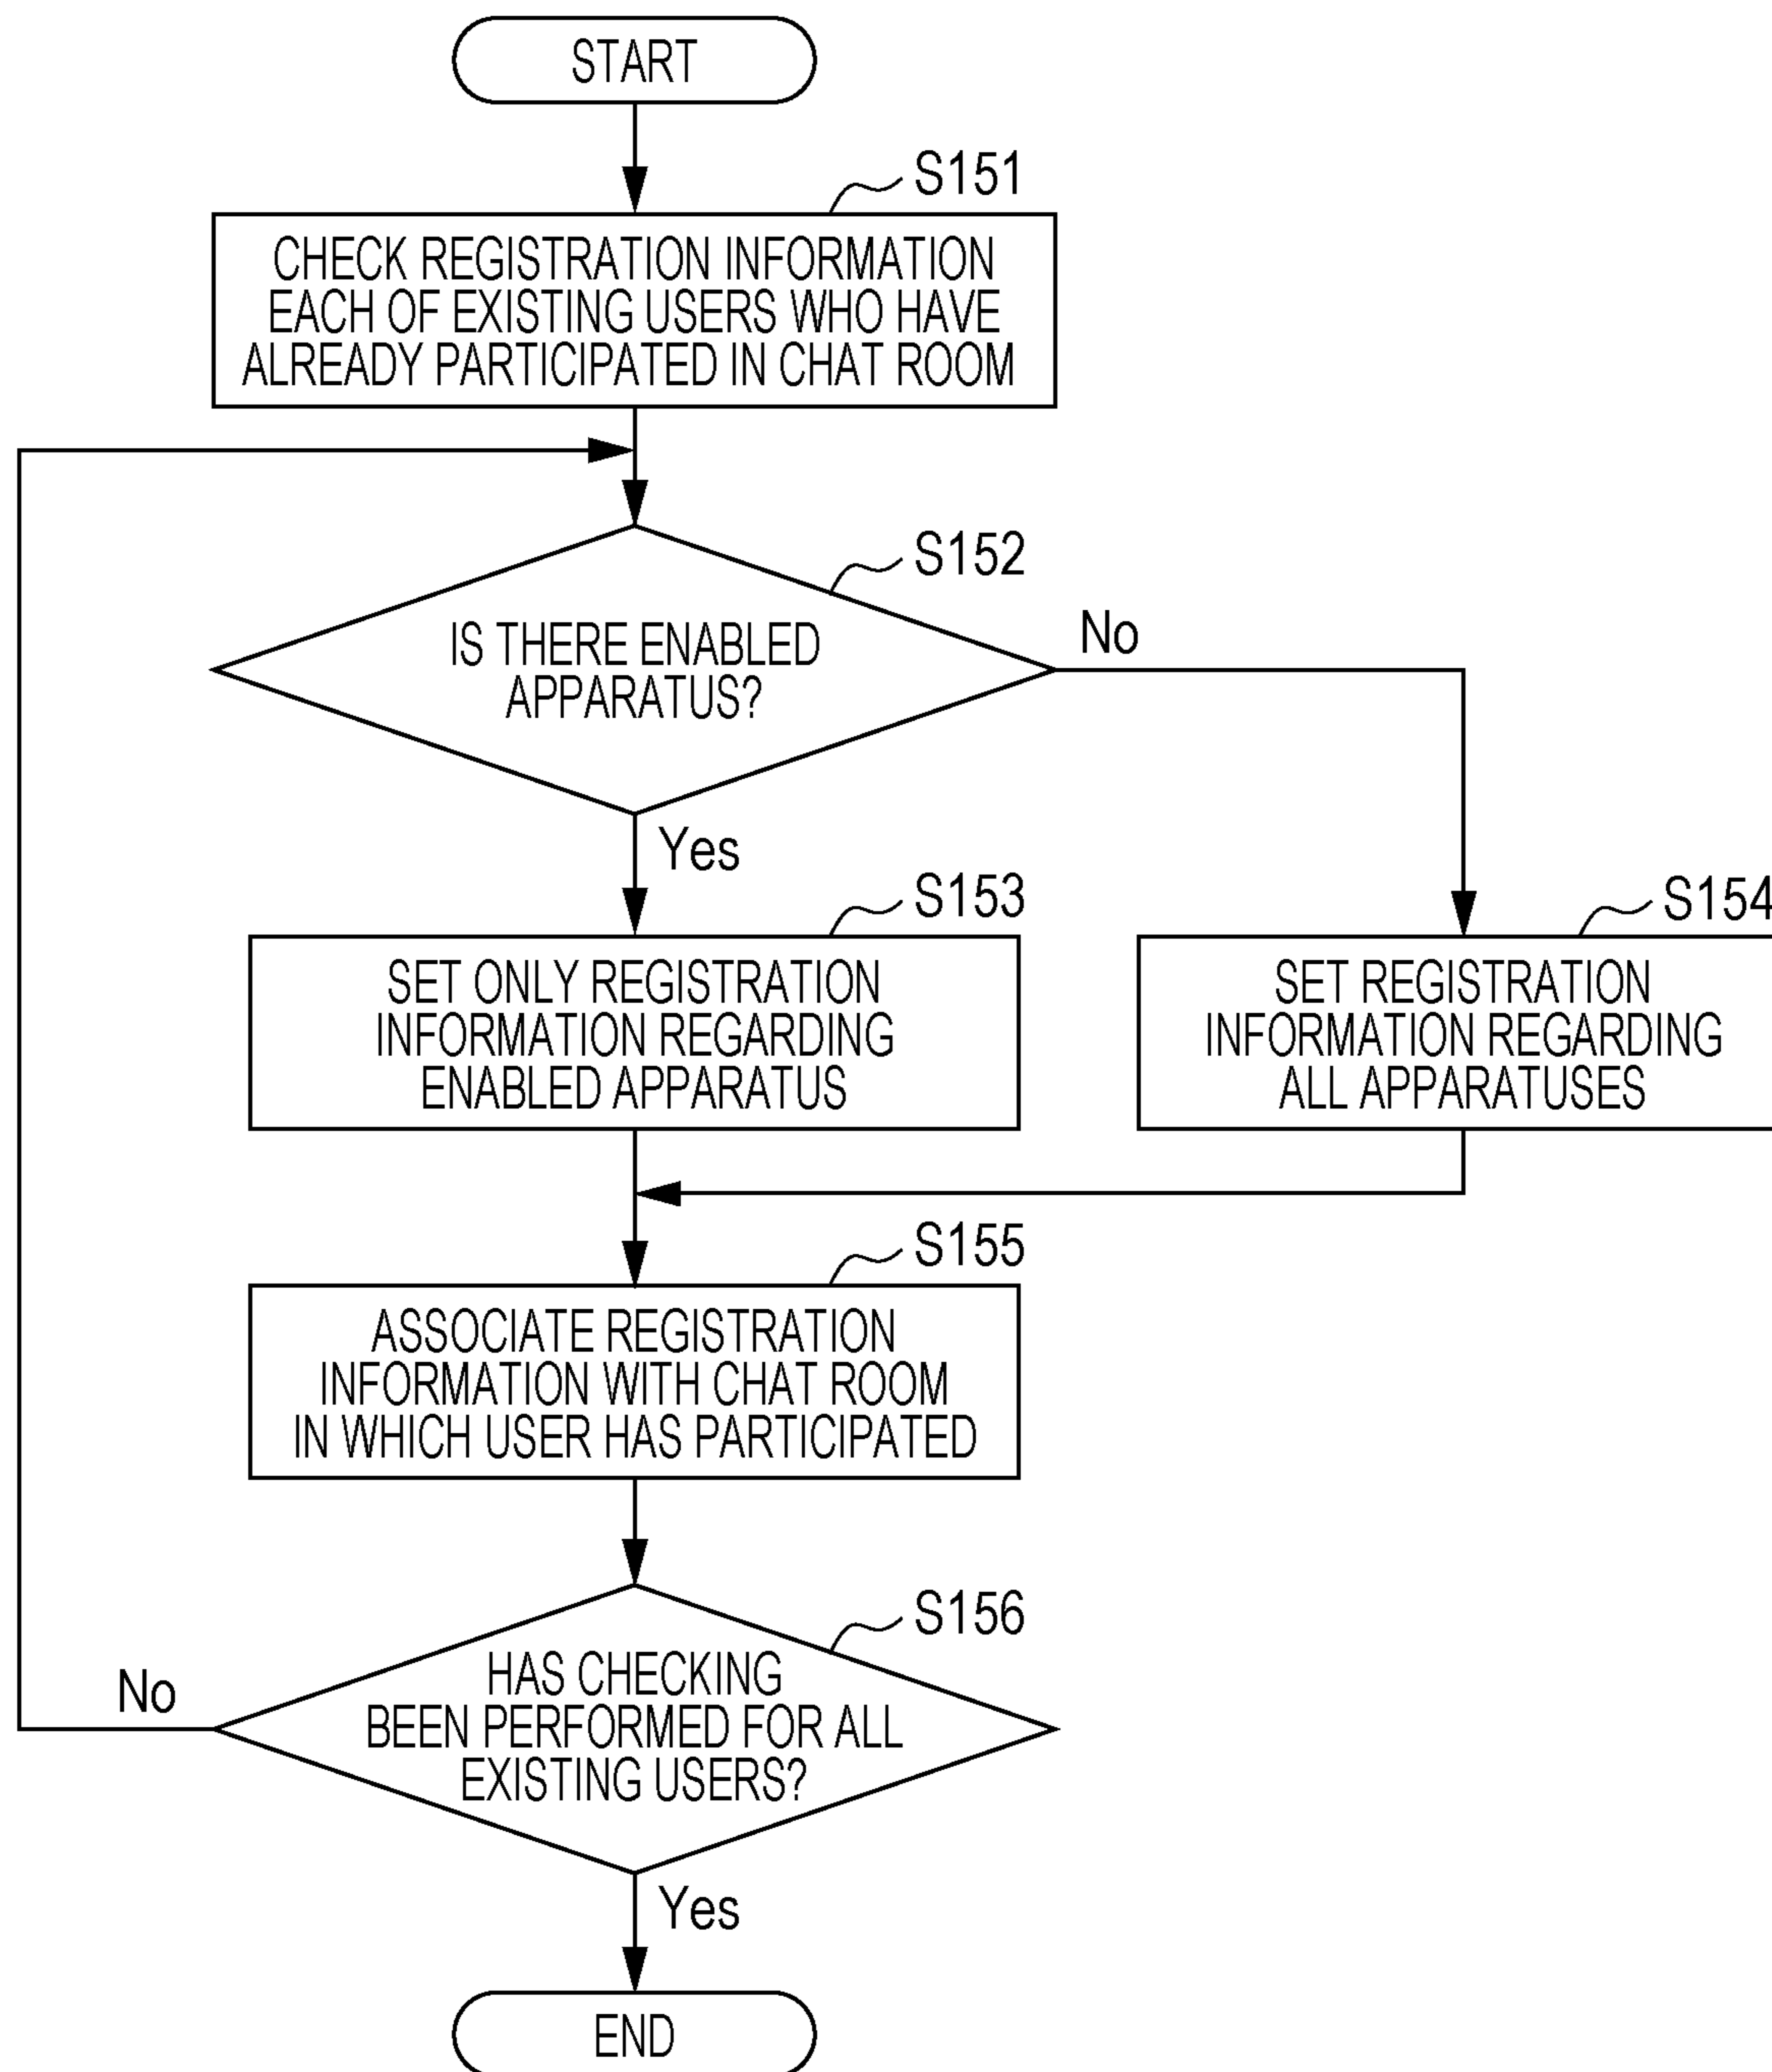 START
S151
CHECK REGISTRATION INFORMATION
EACH OF EXISTING USERS WHO HAVE
ALREADY PARTICIPATED IN CHAT ROOM
S152
IS THERE ENABLED
APPARATUS?
No
Yes
S153
SET ONLY REGISTRATION
INFORMATION REGARDING
ENABLED APPARATUS
S154
SET REGISTRATION
INFORMATION REGARDING
ALL APPARATUSES
S155
ASSOCIATE REGISTRATION
INFORMATION WITH CHAT ROOM
IN WHICH USER HAS PARTICIPATED
S156
HAS CHECKING
BEEN PERFORMED FOR ALL
EXISTING USERS?
No
Yes
END